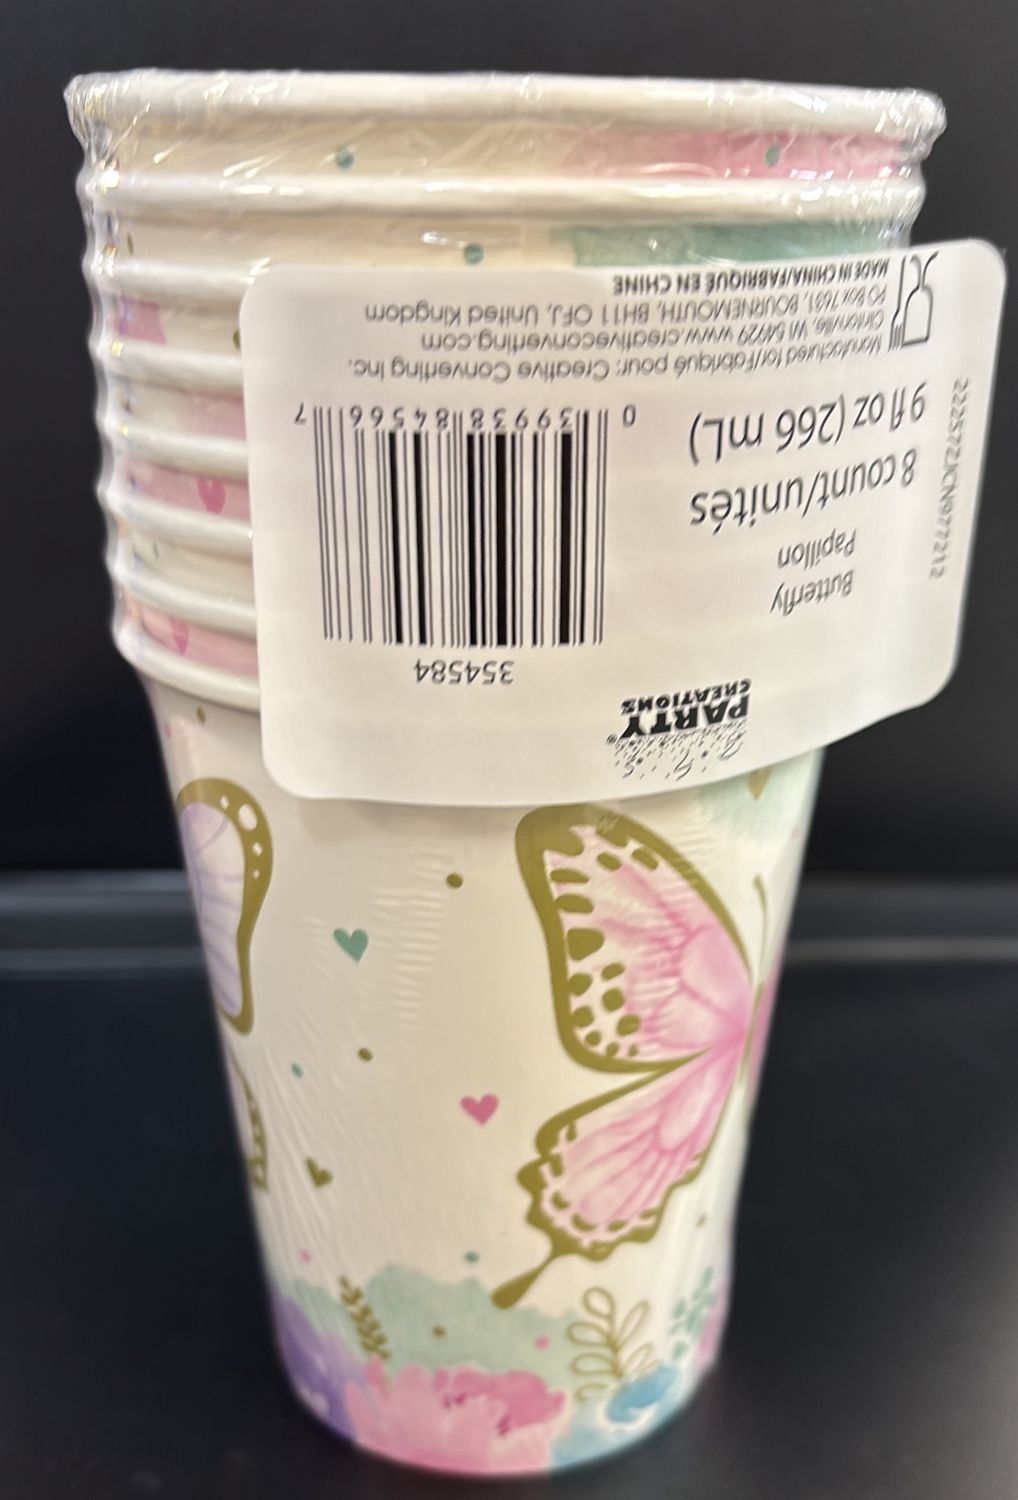 PARTY
CREATIONS®
354584
0 39938 84566 7
Butterfly
Papillon
8 count/unités
9 fl oz (266 mL)
222572JCN977212
Manufactured for/Fabriqué pour: Creative Converting Inc.
Clintonville, WI 54929 www.creativeconverting.com
PO Box 7631, BOURNEMOUTH, BH11 OFJ, United Kingdom
MADE IN CHINA/FABRIQUÉ EN CHINE